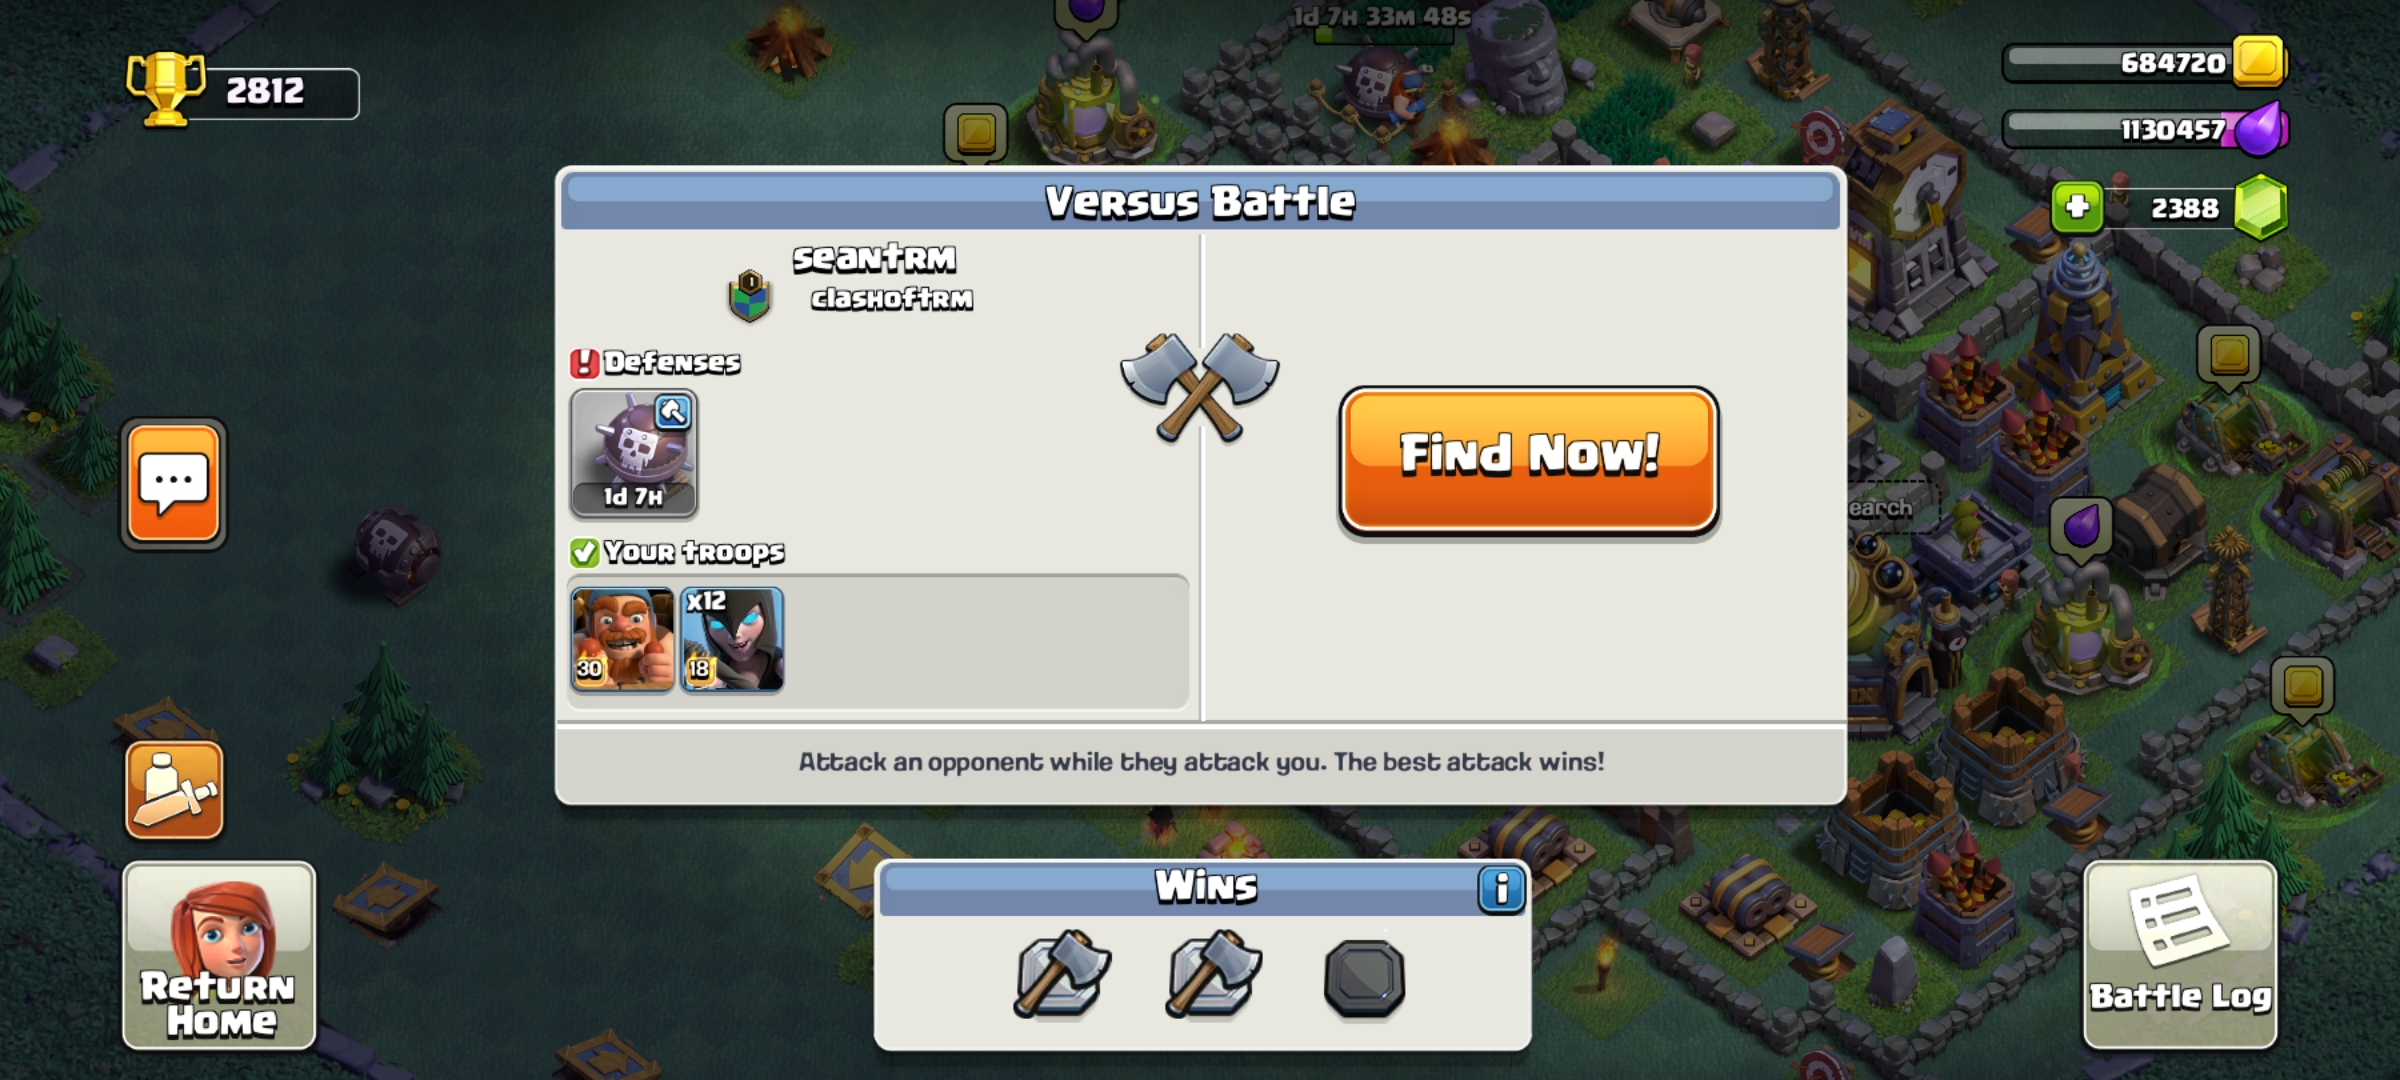 1d 7H 33M 48s
2812
684720
1130457
2388
Versus Battle
seantrm
clashoftrm
Defenses
1d 7H
Your troops
30
x12
18
Find Now!
earch
Attack an opponent while they attack you. The best attack wins!
Wins
Return
Home
Battle Log